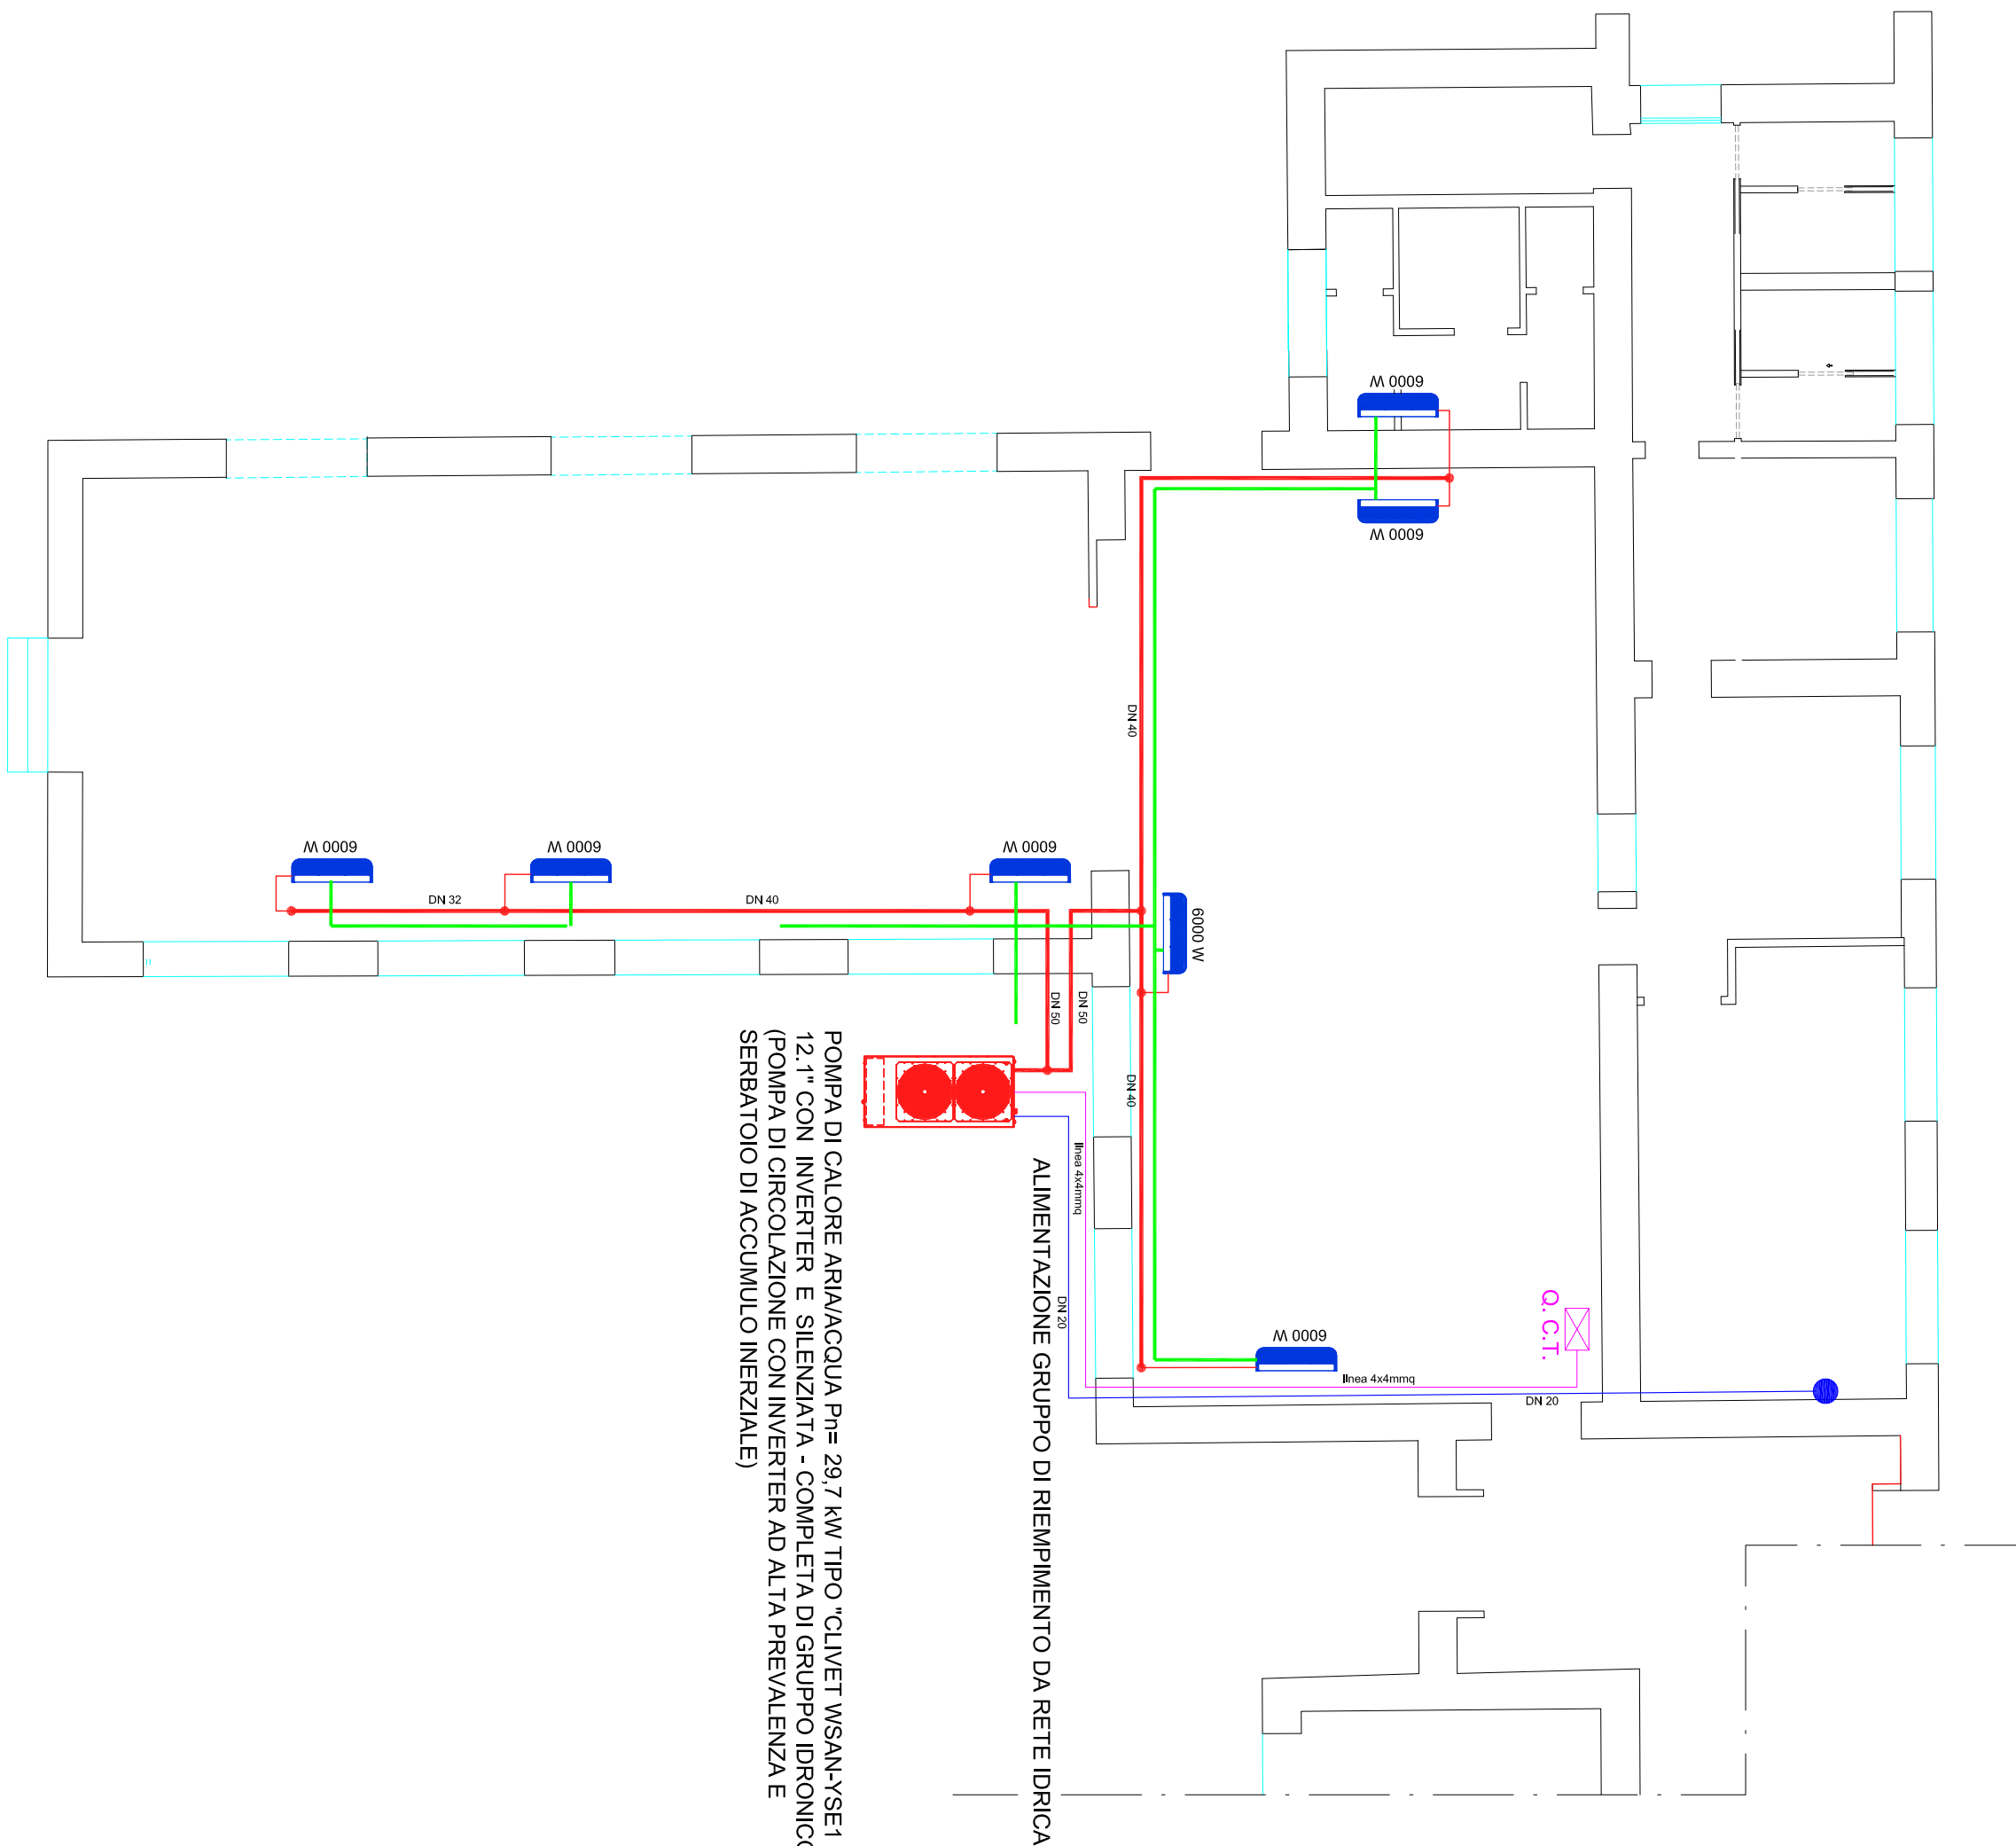 6000 W
6000 W
DN 40
6000 W
6000 W
6000 W
DN 32
DN 40
6000 W
DN 50
DN 50
DN 40
linea 4x4mmq
DN 20
Q. C.T.
6000 W
linea 4x4mmq
DN 20
ALIMENTAZIONE GRUPPO DI RIEMPIMENTO DA RETE IDRICA
POMPA DI CALORE ARIA/ACQUA Pn= 29,7 kW TIPO "CLIVET WSAN-YSE1
12.1" CON INVERTER E SILENZIATA - COMPLETA DI GRUPPO IDRONICO
(POMPA DI CIRCOLAZIONE CON INVERTER AD ALTA PREVALENZA E
SERBATOIO DI ACCUMULO INERZIALE)